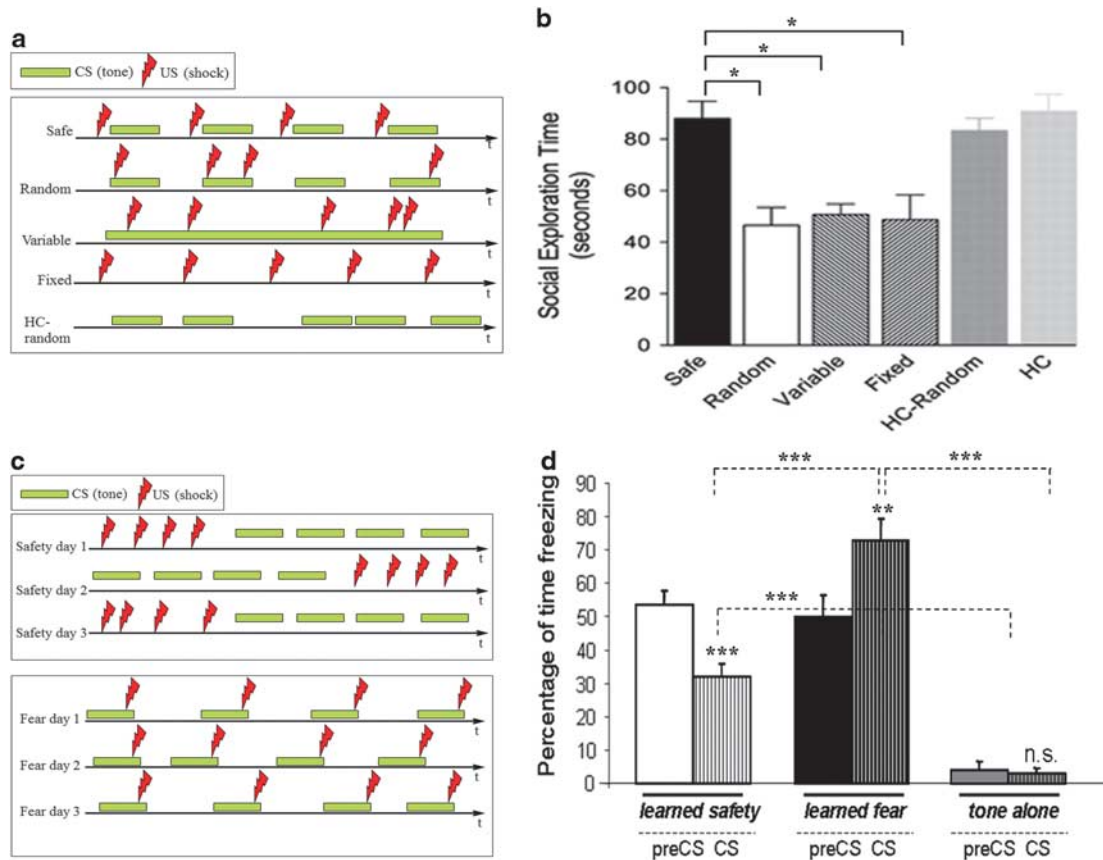 a
CS (tone) US (shock)
Safe
t
Random
t
Variable
t
Fixed
t
HC-
random
t
b
*
*
*
Social Exploration Time
(seconds)
100
80
60
40
20
0
Safe
Random
Variable
Fixed
HC-Random
HC
c
CS (tone) US (shock)
Safety day 1
t
Safety day 2
t
Safety day 3
t
Fear day 1
t
Fear day 2
t
Fear day 3
t
d
Percentage of time freezing
90
80
70
60
50
40
30
20
10
0
*** ***
**
***
***
n.s.
learned safety learned fear tone alone
preCS CS preCS CS preCS CS